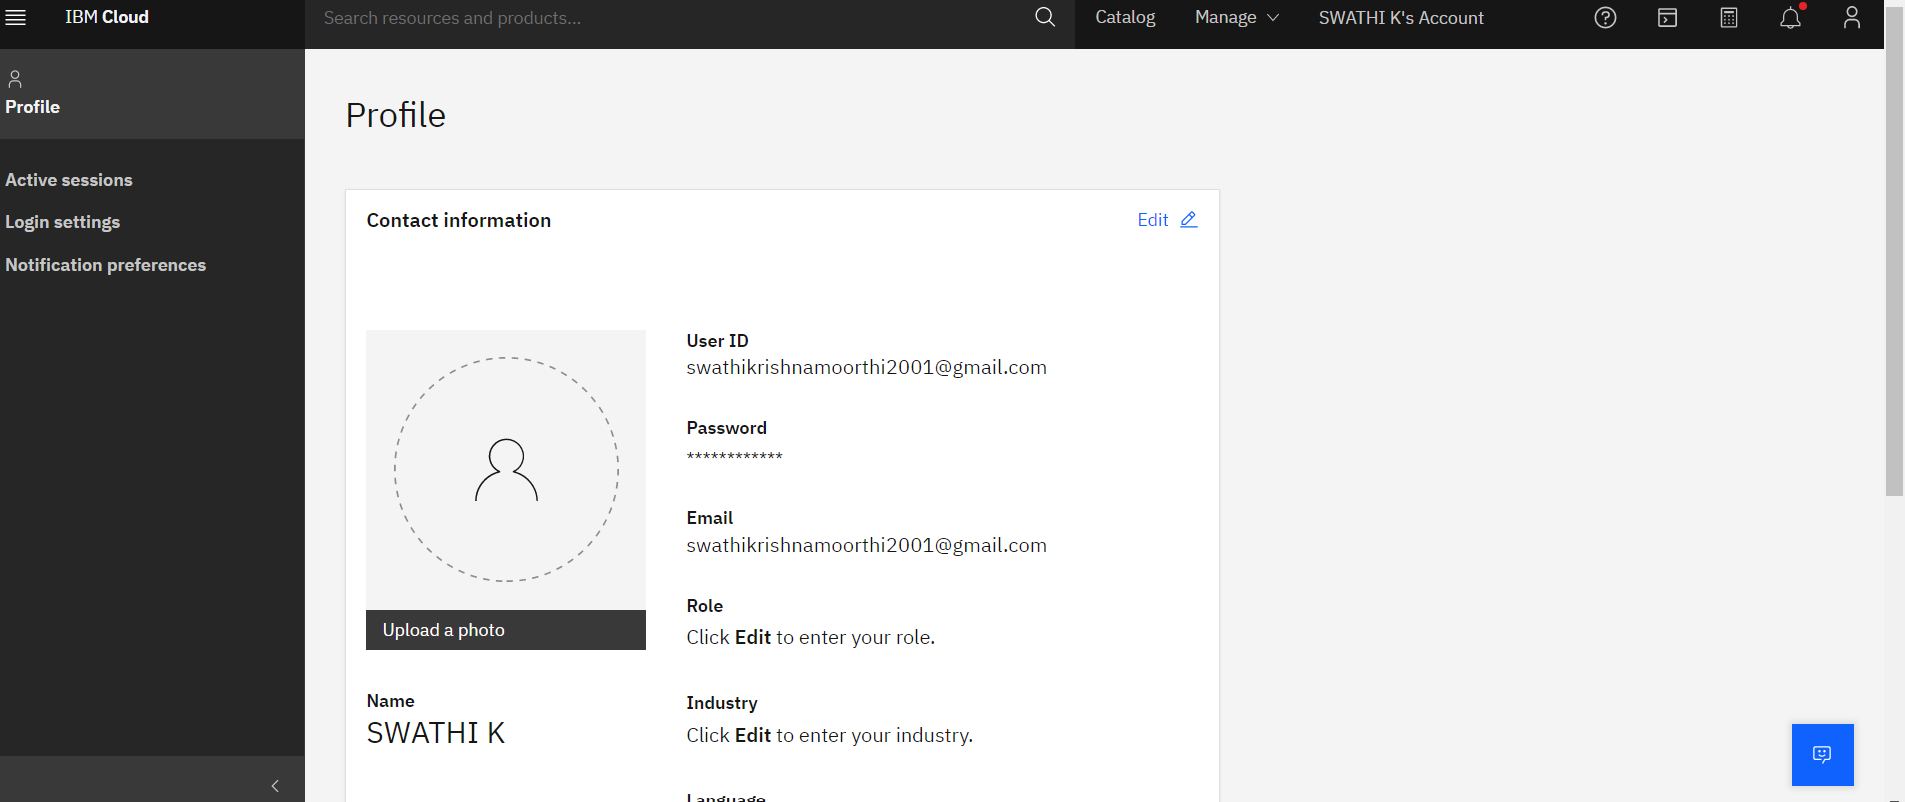 IBM Cloud
Search resources and products...
Catalog
Manage
SWATHI K's Account
Profile
Active sessions
Login settings
Notification preferences
Profile
Contact information
Edit
Upload a photo
Name
SWATHI K
User ID
swathikrishnamoorthi2001@gmail.com
Password
************
Email
swathikrishnamoorthi2001@gmail.com
Role
Click Edit to enter your role.
Industry
Click Edit to enter your industry.
Language